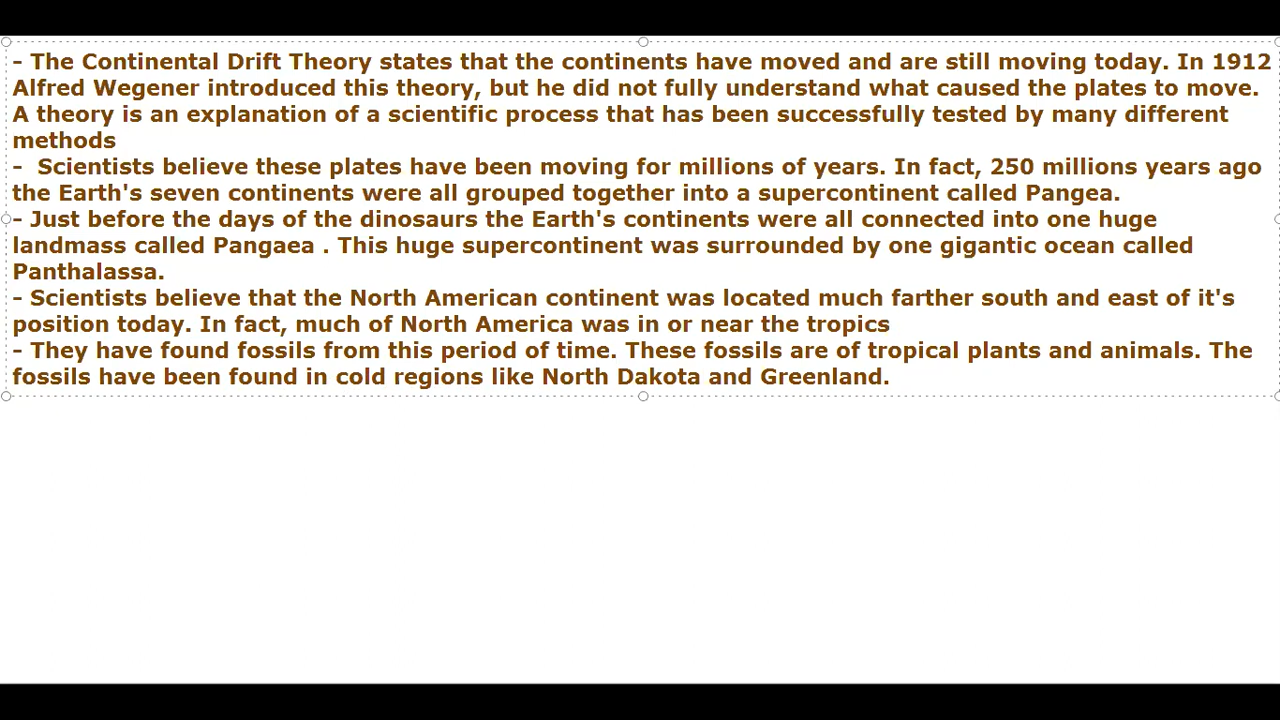 - The Continental Drift Theory states that the continents have moved and are still moving today. In 1912
Alfred Wegener introduced this theory, but he did not fully understand what caused the plates to move.
A theory is an explanation of a scientific process that has been successfully tested by many different
methods
-  Scientists believe these plates have been moving for millions of years. In fact, 250 millions years ago
the Earth's seven continents were all grouped together into a supercontinent called Pangea.
- Just before the days of the dinosaurs the Earth's continents were all connected into one huge
landmass called Pangaea . This huge supercontinent was surrounded by one gigantic ocean called
Panthalassa.
- Scientists believe that the North American continent was located much farther south and east of it's
position today. In fact, much of North America was in or near the tropics
- They have found fossils from this period of time. These fossils are of tropical plants and animals. The
fossils have been found in cold regions like North Dakota and Greenland.